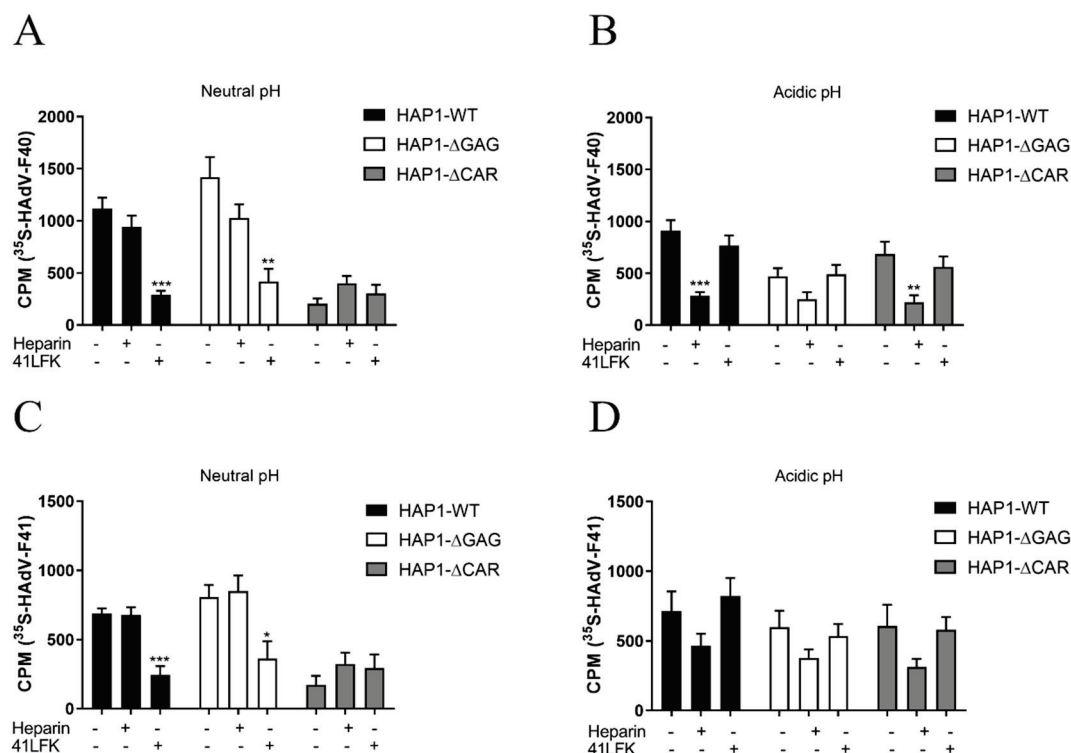 A
Neutral pH
CPM (³⁵S-HAdV-F40)
2000
1500
1000
500
0
*** ** 
HAP1-WT
HAP1-ΔGAG
HAP1-ΔCAR
Heparin - + - - + - - + -
41LFK - - + - - + - - +
B
Acidic pH
CPM (³⁵S-HAdV-F40)
2000
1500
1000
500
0
*** **
HAP1-WT
HAP1-ΔGAG
HAP1-ΔCAR
Heparin - + - - + - - + -
41LFK - - + - - + - - +
C
Neutral pH
CPM (³⁵S-HAdV-F41)
1500
1000
500
0
*** *
HAP1-WT
HAP1-ΔGAG
HAP1-ΔCAR
Heparin - + - - + - - + -
41LFK - - + - - + - - +
D
Acidic pH
CPM (³⁵S-HAdV-F41)
1500
1000
500
0
HAP1-WT
HAP1-ΔGAG
HAP1-ΔCAR
Heparin - + - - + - - + -
41LFK - - + - - + - - +